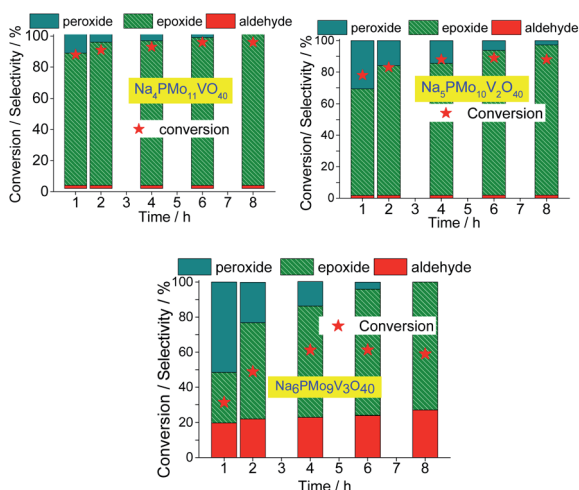 peroxide epoxide aldehyde
Conversion / Selectivity / %
100
80
60
40
20
0
Na₄PMo₁₁VO₄₀
conversion
1 2 3 4 5 6 7 8
Time / h
peroxide epoxide aldehyde
Conversion/ Selectivity / %
100
80
60
40
20
0
Na₅PMo₁₀V₂O₄₀
Conversion
1 2 3 4 5 6 7 8
Time / h
peroxide epoxide aldehyde
Conversion / Selectivity / %
100
80
60
40
20
0
Conversion
Na₆PMo₉V₃O₄₀
1 2 3 4 5 6 7 8
Time / h